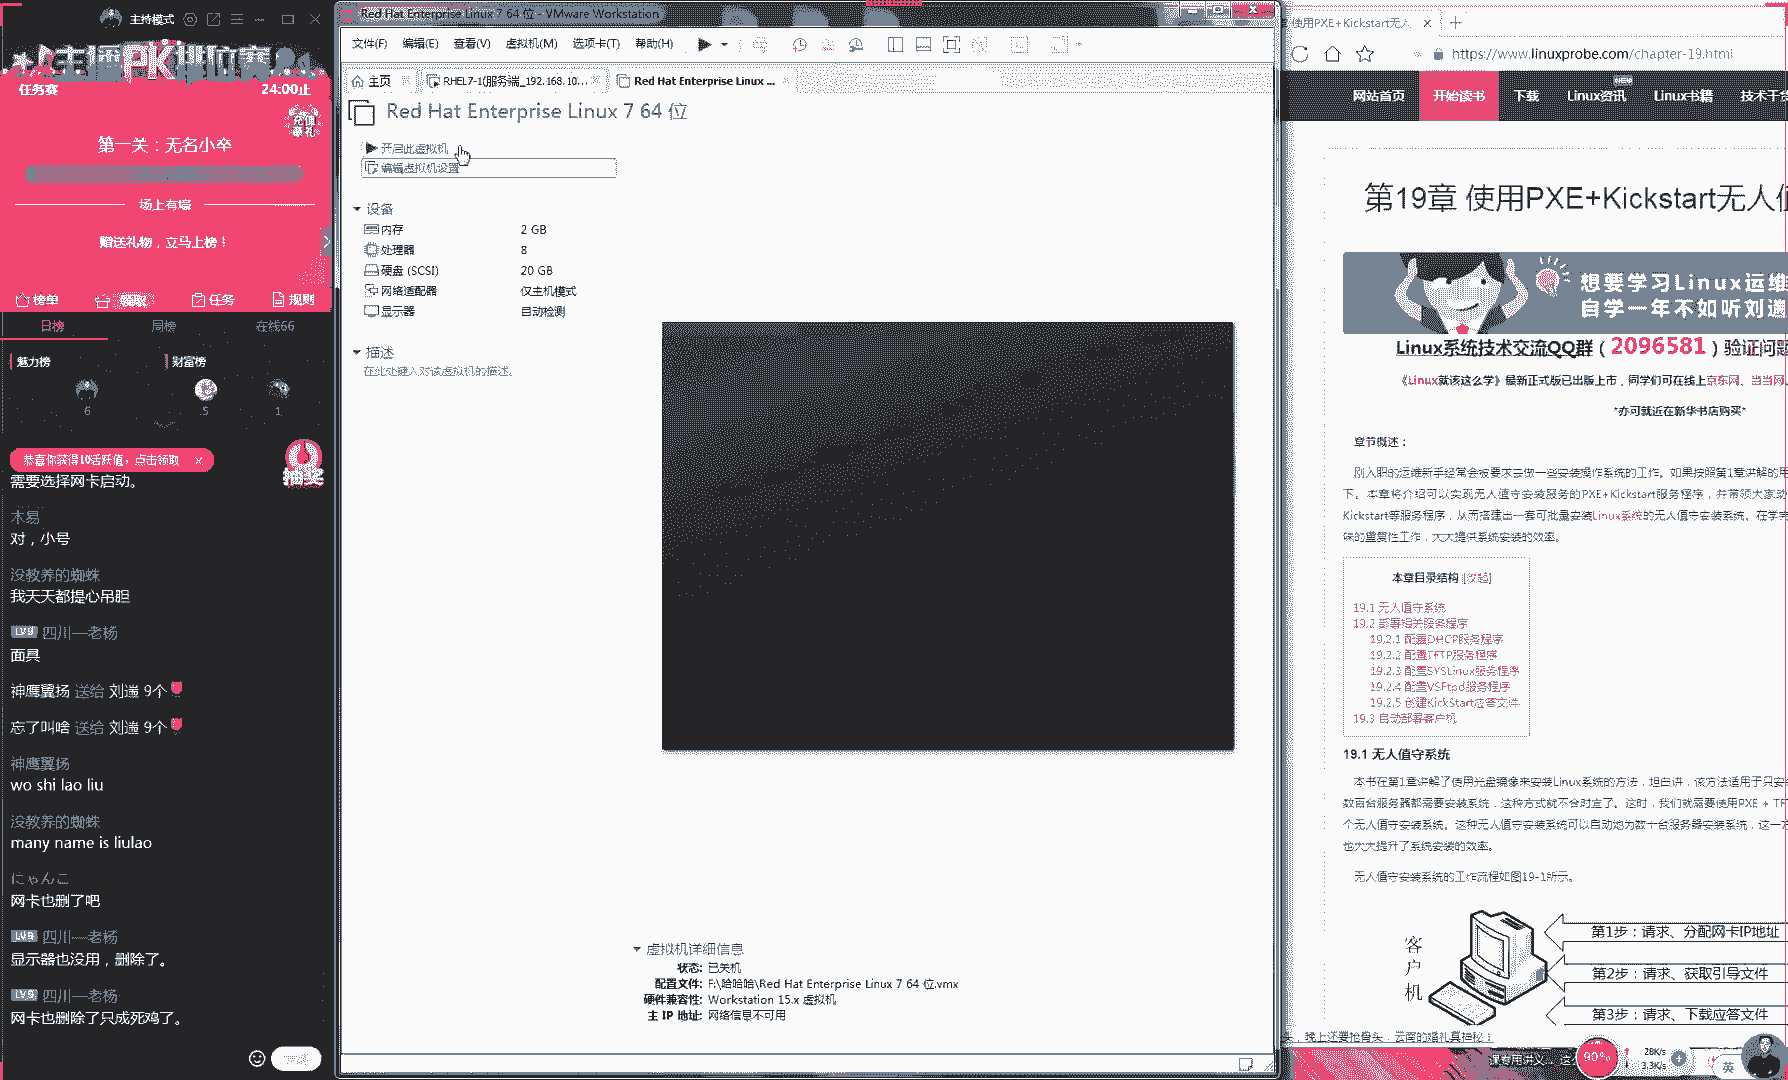 主持模式
主播PK排位赛
任务赛
24:00止
第一关：无名小卒
场上有墙
赠送礼物，立马上榜！
榜单
领取
任务
规则
日榜
周榜
在线66
魅力榜
财富榜
6
5
1
恭喜你获得10活跃值，点击领取
抽奖
需要选择网卡启动。
木易
对，小号
没教养的蜘蛛
我天天都提心吊胆
LV9 四川—老杨
面具
神鹰翼扬 送给 刘遄 9个
忘了叫啥 送给 刘遄 9个
神鹰翼扬
wo shi lao liu
没教养的蜘蛛
many name is liulao
にゃんこ
网卡也删了吧
LV9 四川—老杨
显示器也没用，删除了。
LV9 四川—老杨
网卡也删除了只成死鸡了。
Red Hat Enterprise Linux 7 64 位 - VMware Workstation
文件(F) 编辑(E) 查看(V) 虚拟机(M) 选项卡(T) 帮助(H)
主页
RHEL7-1(服务端_192.168.10...
Red Hat Enterprise Linux ...
Red Hat Enterprise Linux 7 64 位
开启此虚拟机
编辑虚拟机设置
设备
内存 2 GB
处理器 8
硬盘 (SCSI) 20 GB
网络适配器 仅主机模式
显示器 自动检测
描述
在此处键入对该虚拟机的描述。
虚拟机详细信息
状态: 已关机
配置文件: F:\哈哈哈\Red Hat Enterprise Linux 7 64 位.vmx
硬件兼容性: Workstation 15.x 虚拟机
主 IP 地址: 网络信息不可用
使用PXE+Kickstart无人
https://www.linuxprobe.com/chapter-19.html
NEW
网站首页 开始读书 下载 Linux资讯 Linux书籍 技术干
第19章 使用PXE+Kickstart无人值
想要学习Linux运维
自学一年不如听刘遄
Linux系统技术交流QQ群（2096581）验证问题
《Linux就该这么学》最新正式版已出版上市，同学们可在线上京东网、当当网、
*亦可就近在新华书店购买*
章节概述：
刚入职的运维新手经常会被要求去做一些安装操作系统的工作。如果按照第1章讲解的用
下。本章将介绍可以实现无人值守安装服务的PXE+Kickstart服务程序，并带领大家动
Kickstart等服务程序，从而搭建出一套可批量安装Linux系统的无人值守安装系统。在学完
味的重复性工作，大大提供系统安装的效率。
本章目录结构 [收起]
19.1 无人值守系统
19.2 部署相关服务程序
19.2.1 配置DHCP服务程序
19.2.2 配置TFTP服务程序
19.2.3 配置SYSLinux服务程序
19.2.4 配置VSFtpd服务程序
19.2.5 创建KickStart应答文件
19.3 自动部署客户机
19.1 无人值守系统
本书在第1章讲解了使用光盘镜像来安装Linux系统的方法，坦白讲，该方法适用于只安
数百台服务器都需要安装系统，这种方式就不合时宜了。这时，我们就需要使用PXE + TF
个无人值守安装系统。这种无人值守安装系统可以自动地为数十台服务器安装系统，这一方
也大大提升了系统安装的效率。
无人值守安装系统的工作流程如图19-1所示。
客户机
第1步：请求、分配网卡IP地址
第2步：请求、获取引导文件
第3步：请求、下载应答文件
90%
28K/s
3.3K/s
英